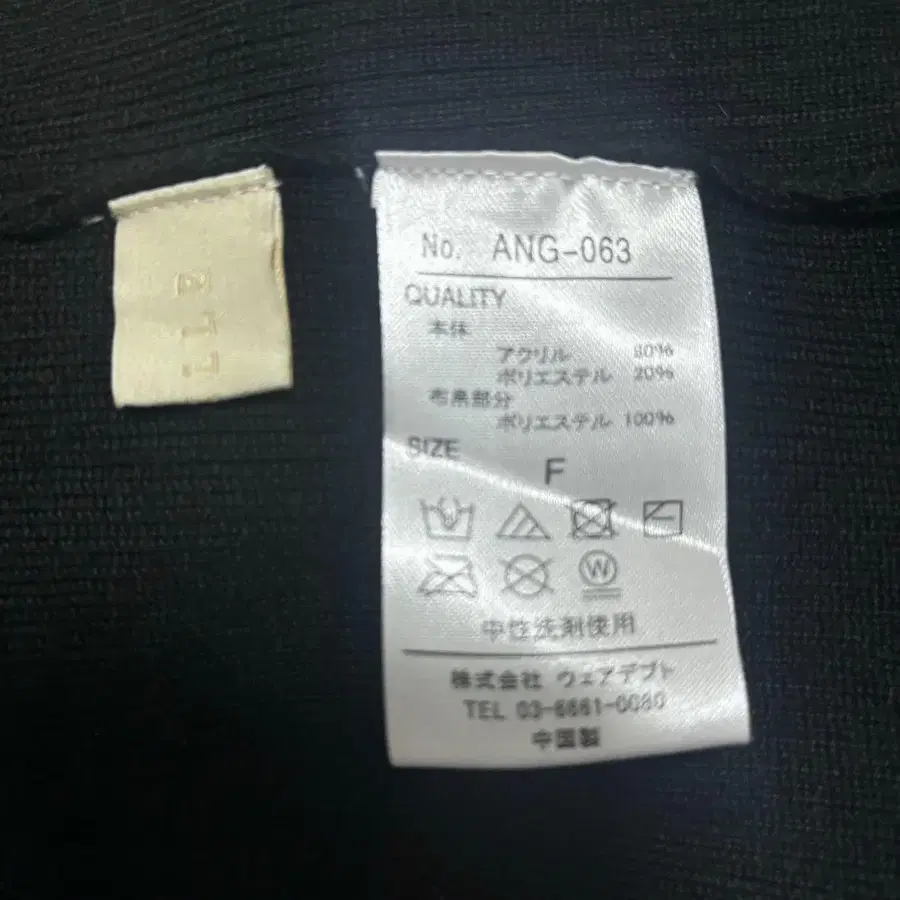 No. ANG-063
QUALITY
本体
アクリル 80%
ポリエステル 20%
布帛部分
ポリエステル 100%
SIZE
F
W
中性洗剤使用
株式会社 ウェアデプト
TEL 03-6661-0080
中国製